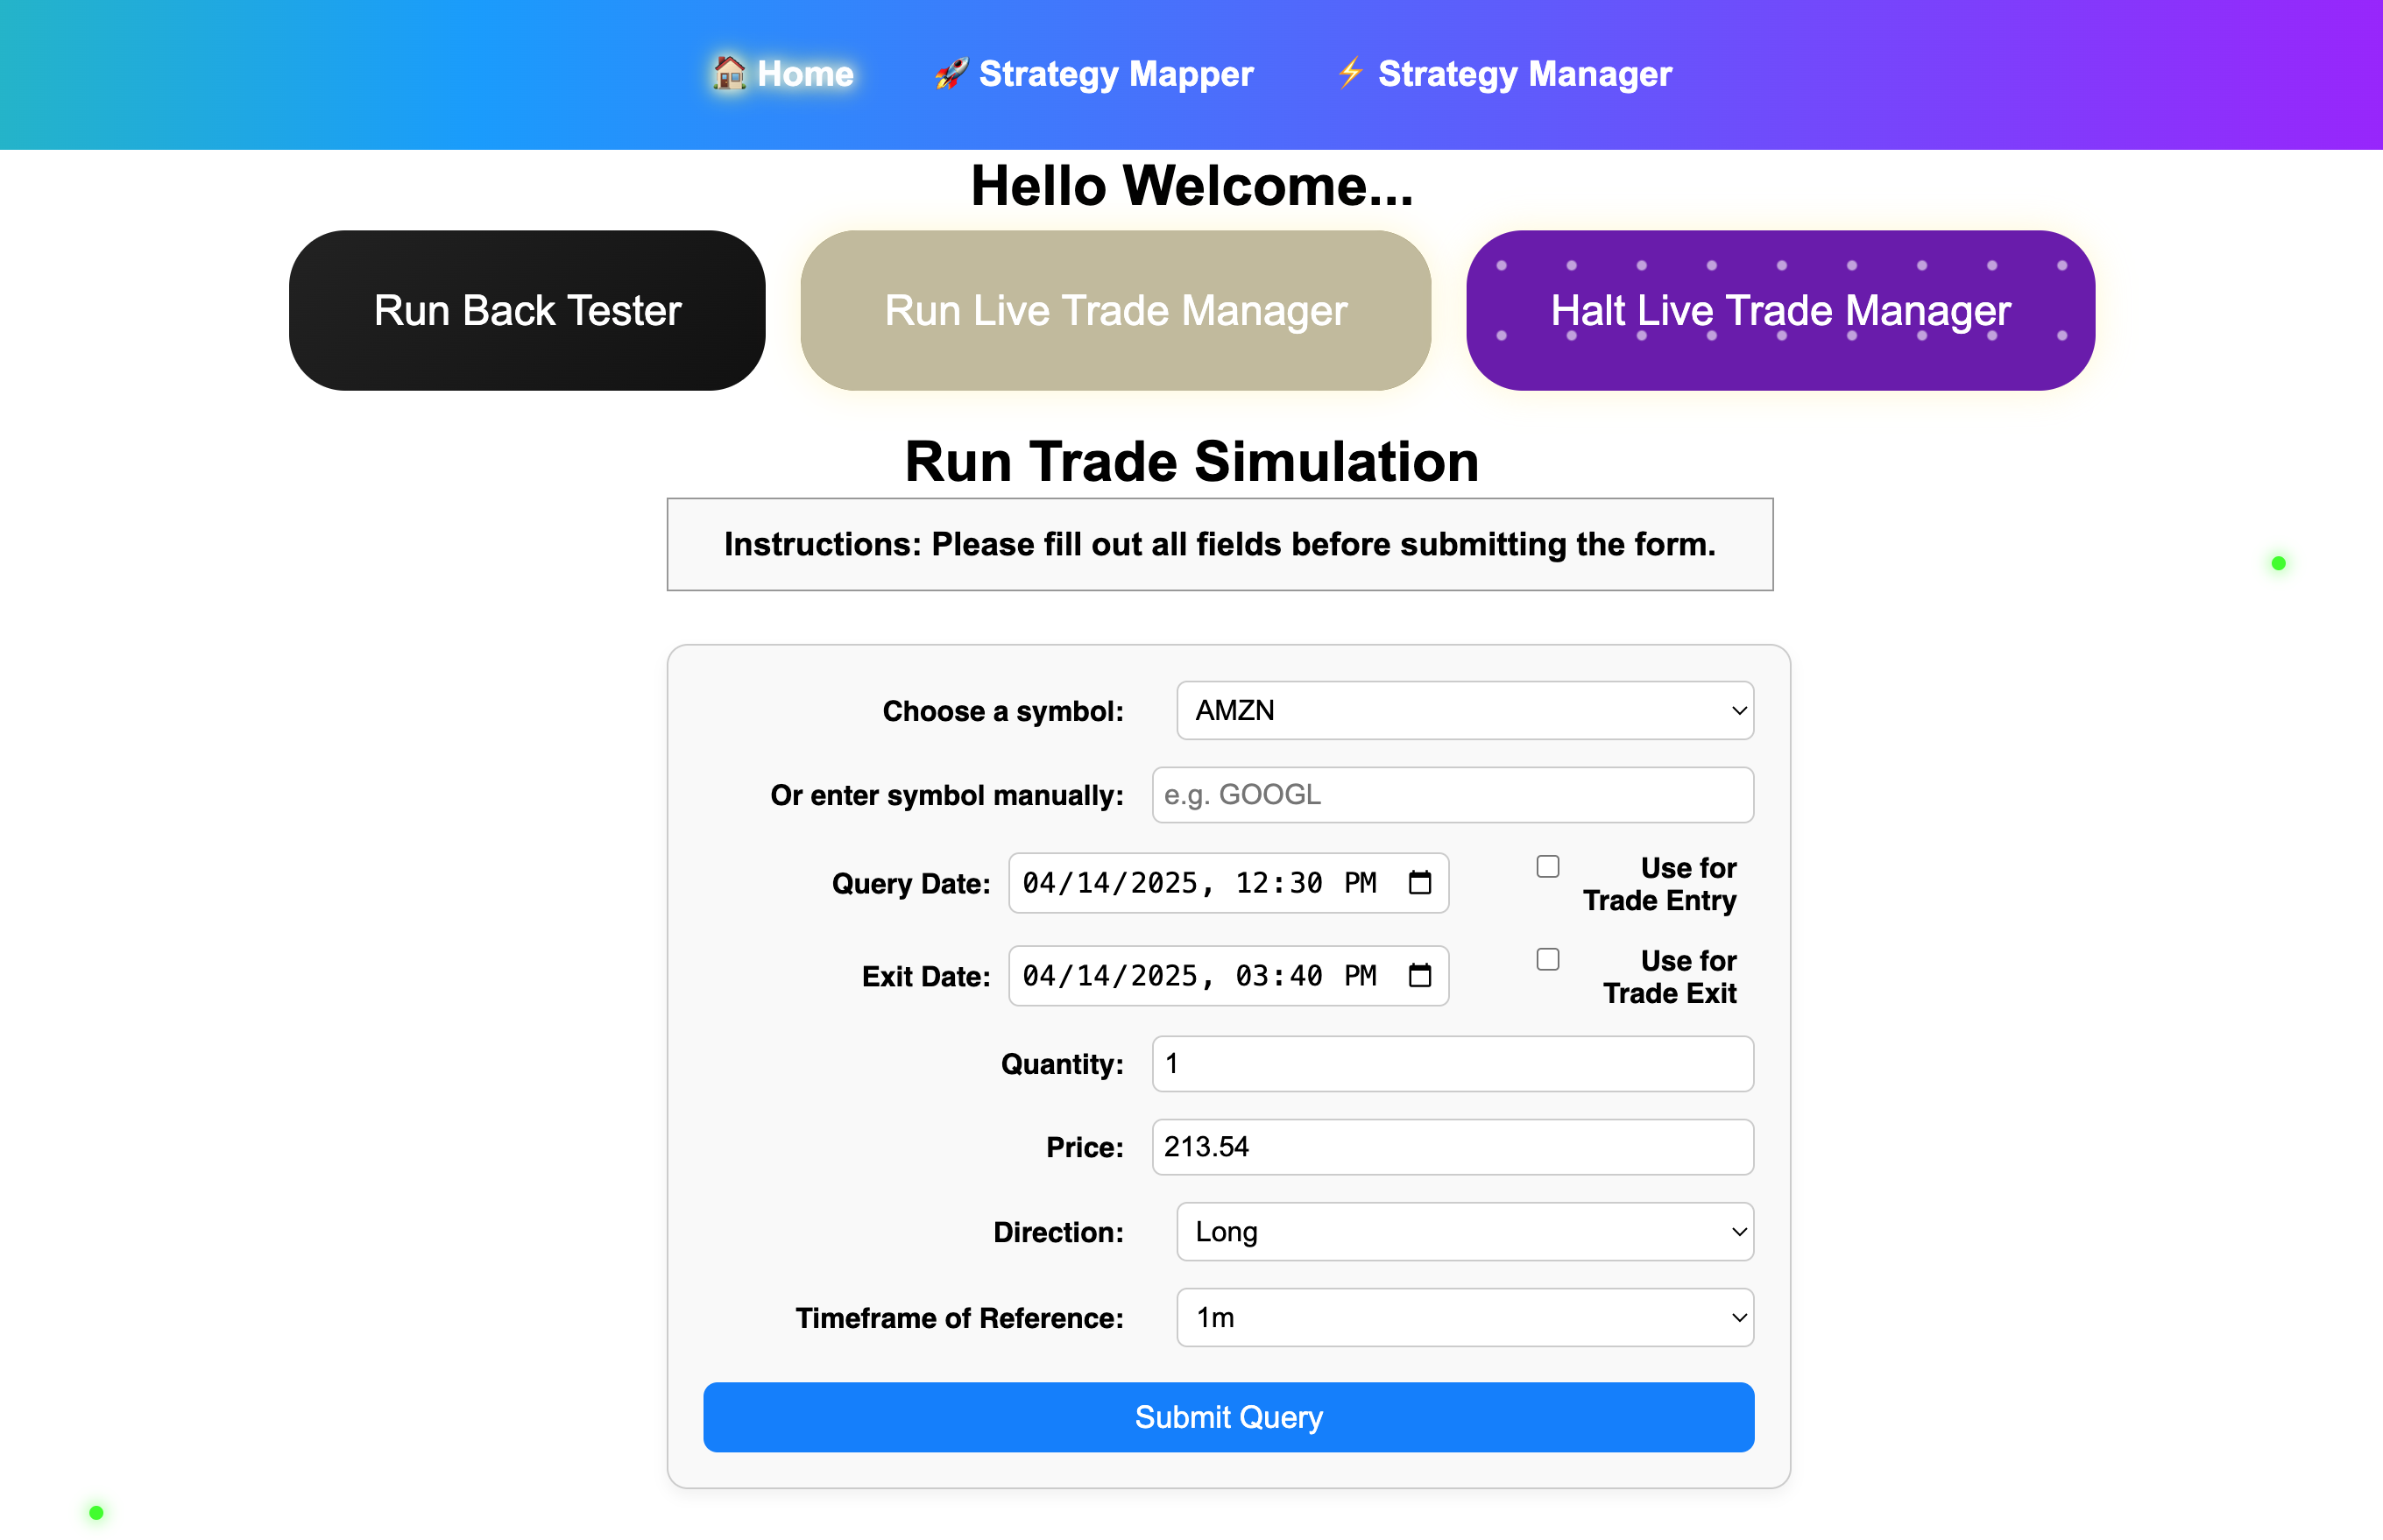 🏠 Home 🚀 Strategy Mapper ⚡ Strategy Manager
Hello Welcome...
Run Back Tester
Run Live Trade Manager
Halt Live Trade Manager
Run Trade Simulation
Instructions: Please fill out all fields before submitting the form.
Choose a symbol: AMZN
Or enter symbol manually: e.g. GOOGL
Query Date: 04/14/2025, 12:30 PM
Use for
Trade Entry
Exit Date: 04/14/2025, 03:40 PM
Use for
Trade Exit
Quantity: 1
Price: 213.54
Direction: Long
Timeframe of Reference: 1m
Submit Query